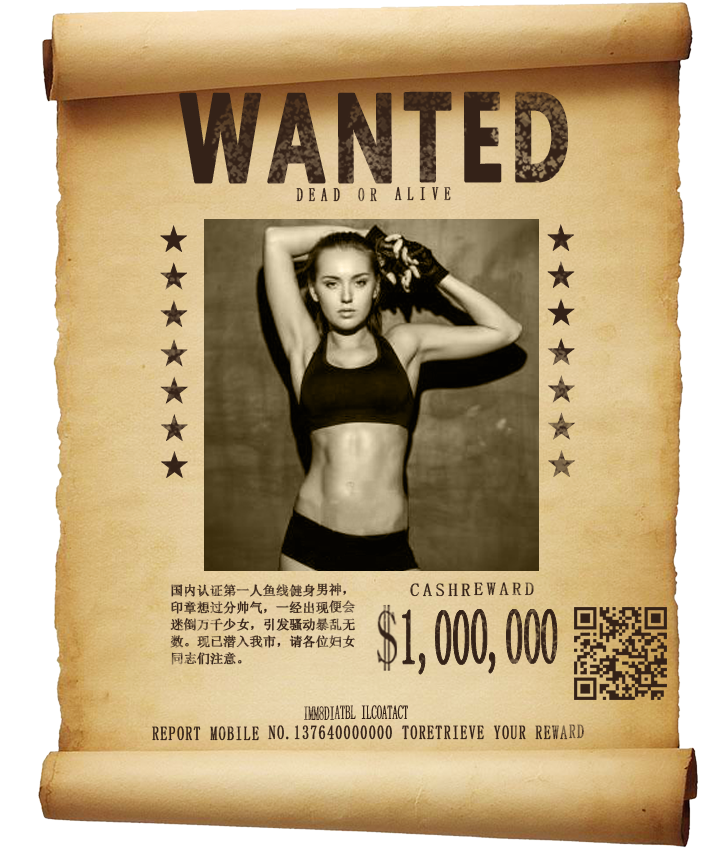 WANTED
DEAD OR ALIVE
国内认证第一人鱼线健身男神，
印章想过分帅气，一经出现便会
迷倒万千少女，引发骚动暴乱无
数。现已潜入我市，请各位妇女
同志们注意。
CASHREWARD
$1,000,000
IMM8DIATBL ILCOATACT
REPORT MOBILE NO.137640000000 TORETRIEVE YOUR REWARD